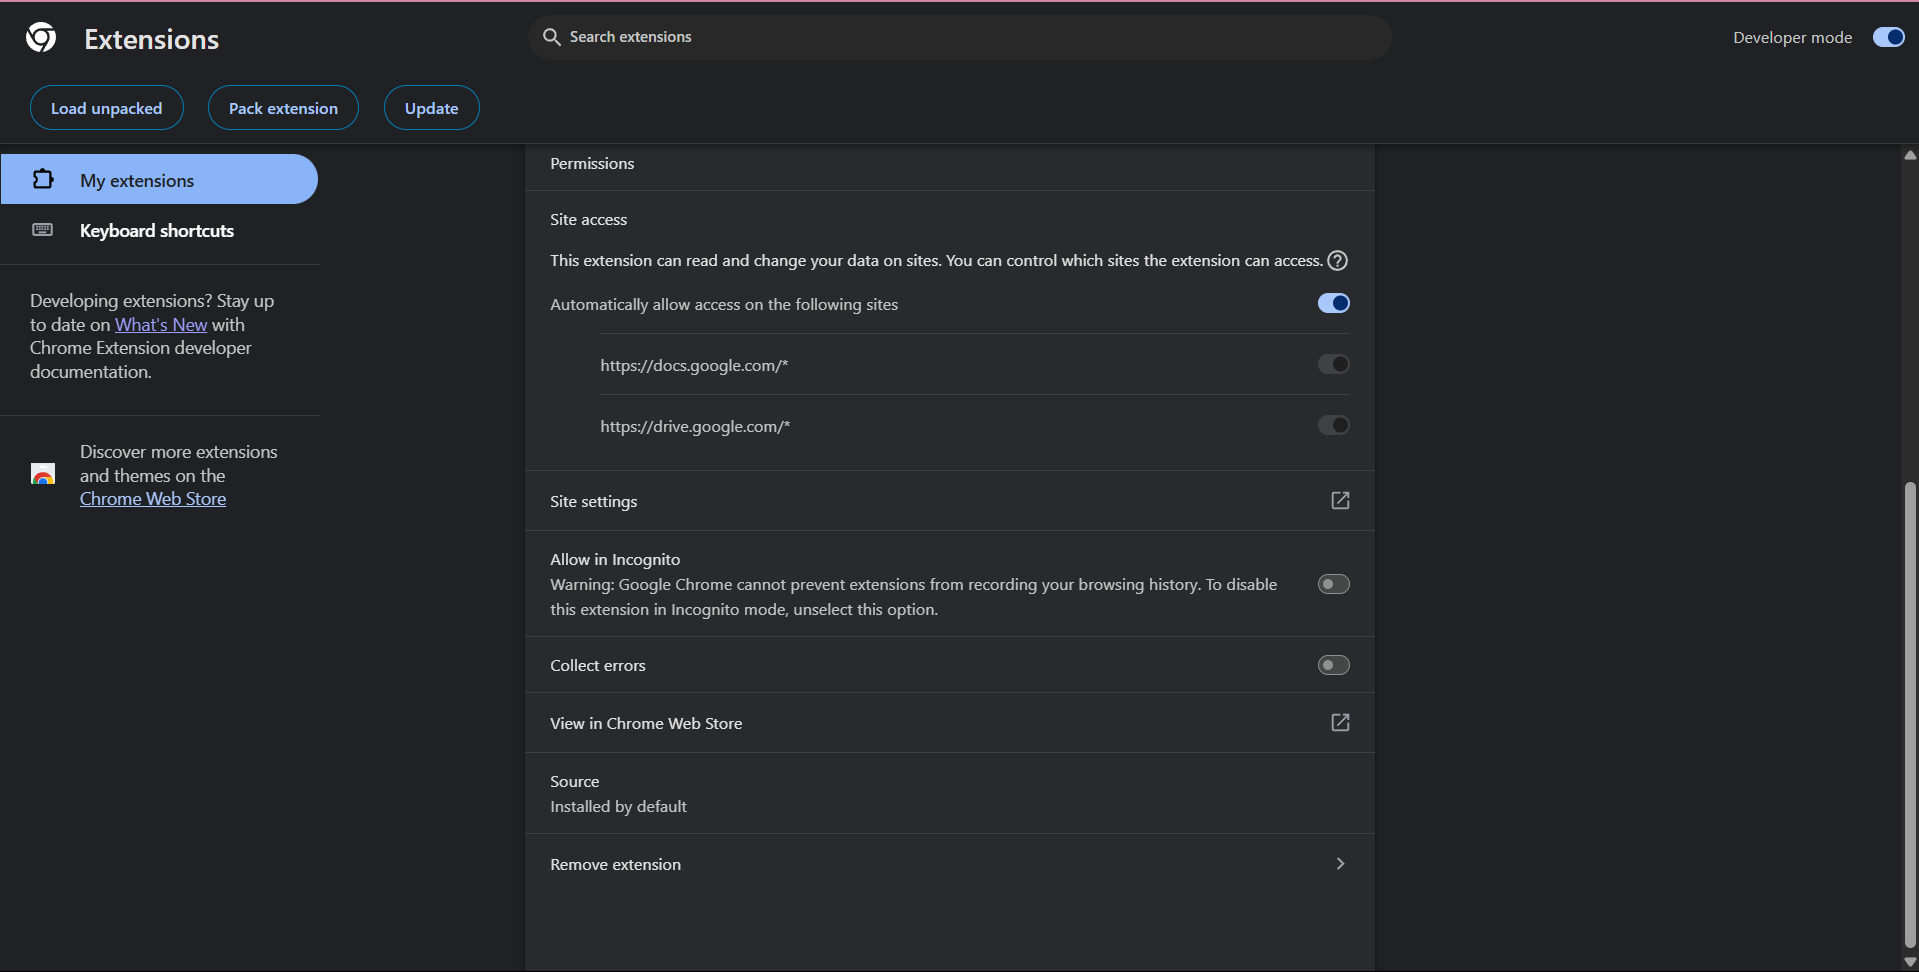 Extensions
Search extensions
Developer mode
Load unpacked
Pack extension
Update
My extensions
Keyboard shortcuts
Developing extensions? Stay up
to date on What's New with
Chrome Extension developer
documentation.
Discover more extensions
and themes on the
Chrome Web Store
Permissions
Site access
This extension can read and change your data on sites. You can control which sites the extension can access.
Automatically allow access on the following sites
https://docs.google.com/*
https://drive.google.com/*
Site settings
Allow in Incognito
Warning: Google Chrome cannot prevent extensions from recording your browsing history. To disable
this extension in Incognito mode, unselect this option.
Collect errors
View in Chrome Web Store
Source
Installed by default
Remove extension